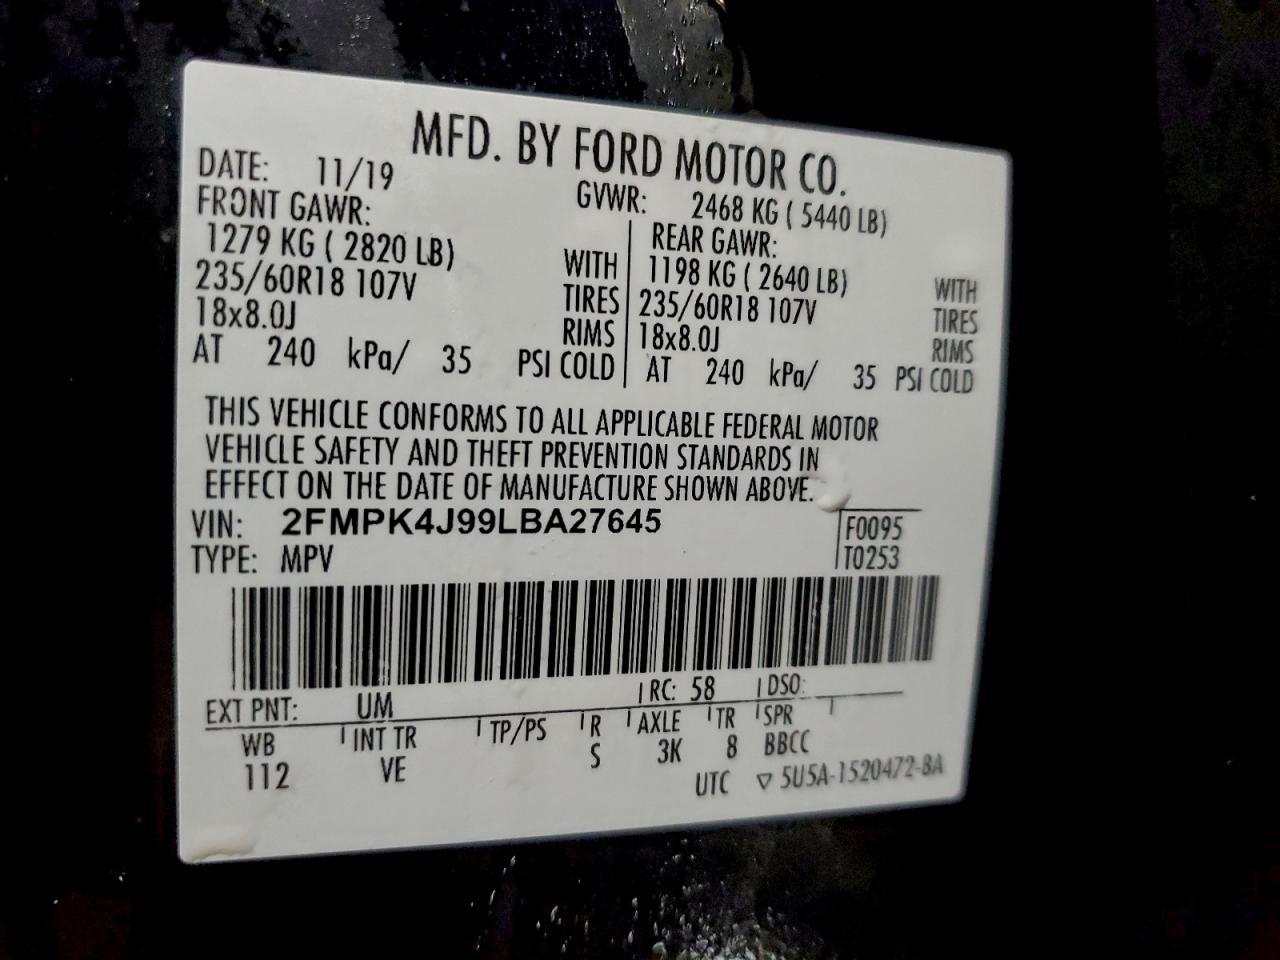 MFD. BY FORD MOTOR CO.
DATE: 11/19 GVWR: 2468 KG ( 5440 LB)
FRONT GAWR: REAR GAWR:
1279 KG ( 2820 LB) WITH 1198 KG ( 2640 LB) WITH
235/60R18 107V TIRES 235/60R18 107V TIRES
18x8.0J RIMS 18x8.0J RIMS
AT 240 kPa/ 35 PSI COLD AT 240 kPa/ 35 PSI COLD
THIS VEHICLE CONFORMS TO ALL APPLICABLE FEDERAL MOTOR
VEHICLE SAFETY AND THEFT PREVENTION STANDARDS IN
EFFECT ON THE DATE OF MANUFACTURE SHOWN ABOVE.
VIN: 2FMPK4J99LBA27645 F0095
TYPE: MPV T0253
EXT PNT: UM RC: 58 DSO:
WB INT TR TP/PS R AXLE TR SPR
112 VE S 3K 8 BBCC
UTC ▽ 5U5A-1520472-BA